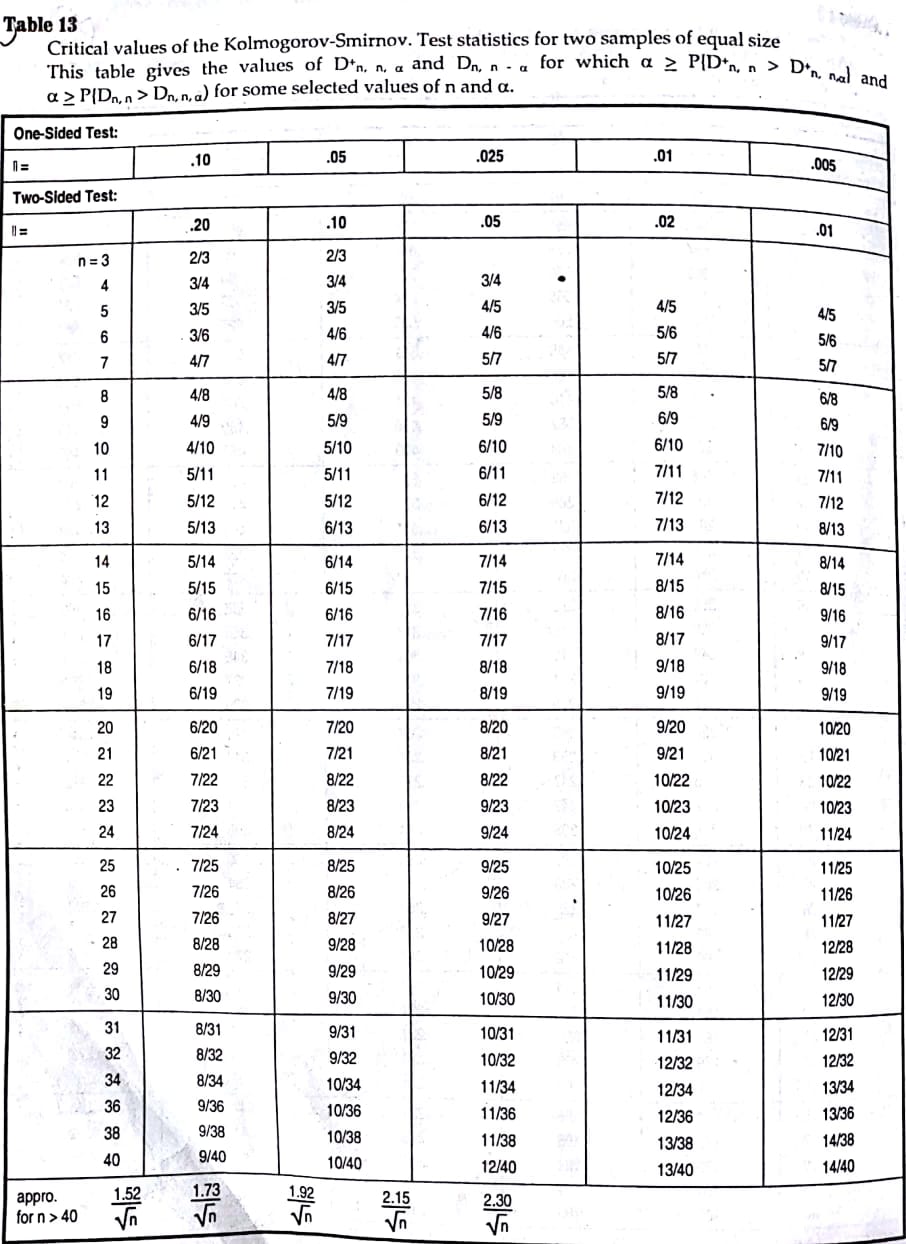 Table 13
Critical values of the Kolmogorov-Smirnov. Test statistics for two samples of equal size
This table gives the values of D⁺n, n, α and Dn, n - α for which α ≥ P{D⁺n, n > D⁺n, nα} and
α ≥ P{Dn, n > Dn, n, α) for some selected values of n and α.
One-Sided Test:
n = .10 .05 .025 .01 .005
Two-Sided Test:
n = .20 .10 .05 .02 .01
n = 3 2/3 2/3
4 3/4 3/4 3/4
5 3/5 3/5 4/5 4/5 4/5
6 3/6 4/6 4/6 5/6 5/6
7 4/7 4/7 5/7 5/7 5/7
8 4/8 4/8 5/8 5/8 6/8
9 4/9 5/9 5/9 6/9 6/9
10 4/10 5/10 6/10 6/10 7/10
11 5/11 5/11 6/11 7/11 7/11
12 5/12 5/12 6/12 7/12 7/12
13 5/13 6/13 6/13 7/13 8/13
14 5/14 6/14 7/14 7/14 8/14
15 5/15 6/15 7/15 8/15 8/15
16 6/16 6/16 7/16 8/16 9/16
17 6/17 7/17 7/17 8/17 9/17
18 6/18 7/18 8/18 9/18 9/18
19 6/19 7/19 8/19 9/19 9/19
20 6/20 7/20 8/20 9/20 10/20
21 6/21 7/21 8/21 9/21 10/21
22 7/22 8/22 8/22 10/22 10/22
23 7/23 8/23 9/23 10/23 10/23
24 7/24 8/24 9/24 10/24 11/24
25 7/25 8/25 9/25 10/25 11/25
26 7/26 8/26 9/26 10/26 11/26
27 7/26 8/27 9/27 11/27 11/27
28 8/28 9/28 10/28 11/28 12/28
29 8/29 9/29 10/29 11/29 12/29
30 8/30 9/30 10/30 11/30 12/30
31 8/31 9/31 10/31 11/31 12/31
32 8/32 9/32 10/32 12/32 12/32
34 8/34 10/34 11/34 12/34 13/34
36 9/36 10/36 11/36 12/36 13/36
38 9/38 10/38 11/38 13/38 14/38
40 9/40 10/40 12/40 13/40 14/40
appro. 1.52 1.73 1.92 2.15 2.30
for n > 40 √n √n √n √n √n